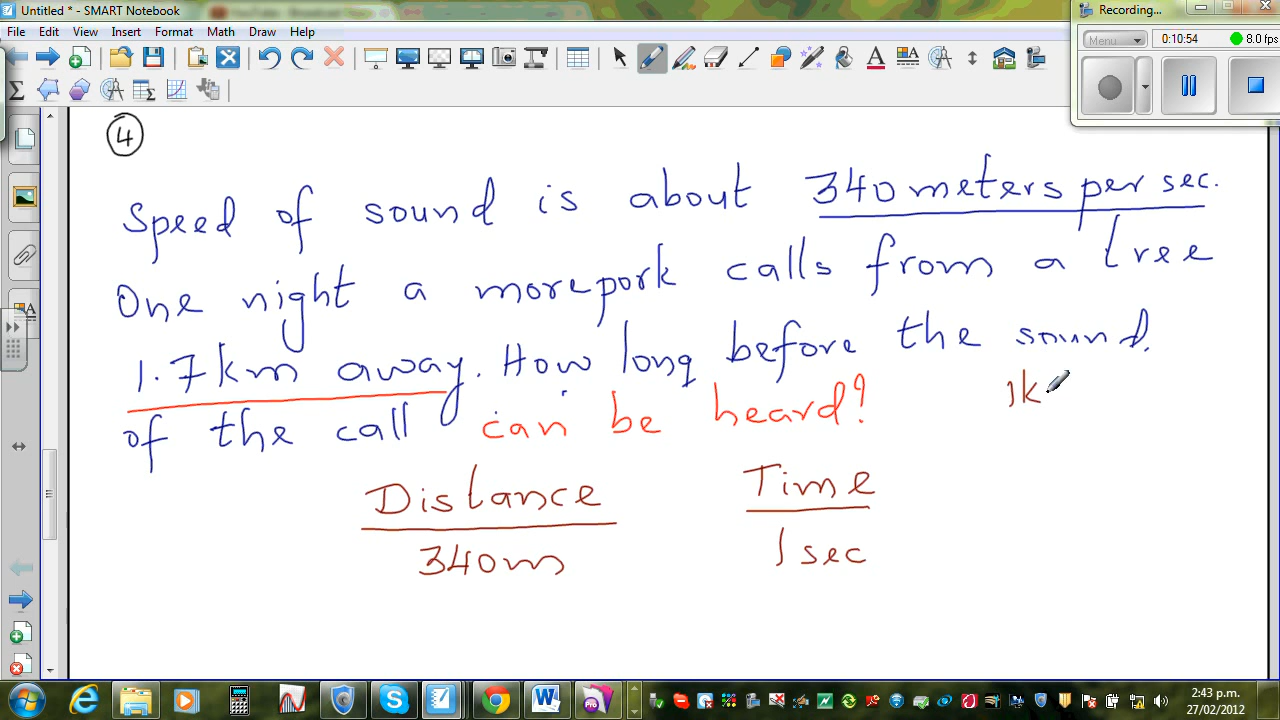 Untitled * - SMART Notebook
Recording...
File Edit View Insert Format Math Draw Help
Menu
0:10:54
8.0 fps
4
Speed of sound is about 340 meters per sec.
One night a morepork calls from a tree
1.7km away. How long before the sound.
of the call can be heard?
1k
Distance Time
340m 1 sec
2:43 p.m.
27/02/2012